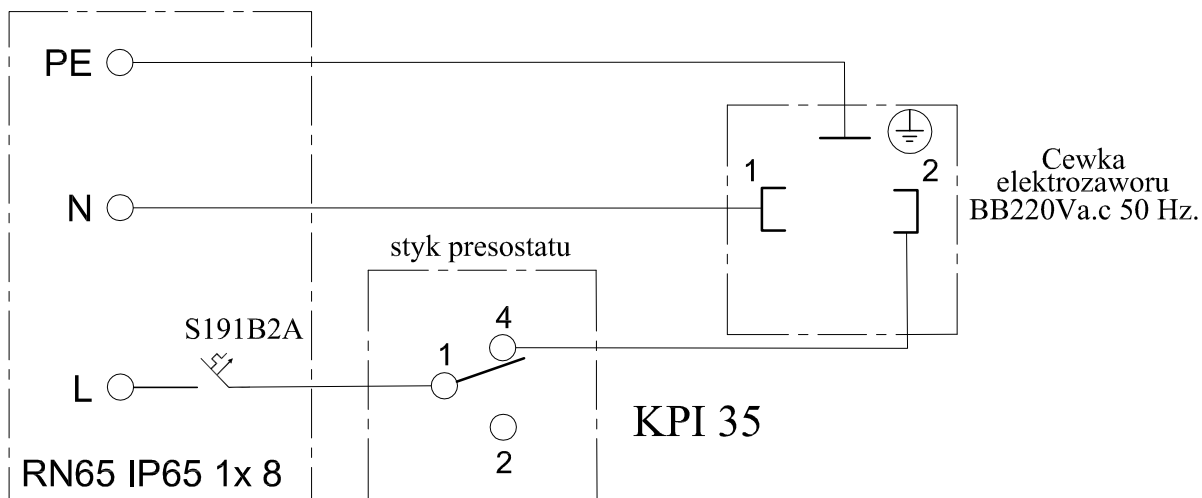 PE
N
L
S191B2A
RN65 IP65 1x 8
styk presostatu
1
4
2
KPI 35
1
2
Cewka
elektrozaworu
BB220Va.c 50 Hz.